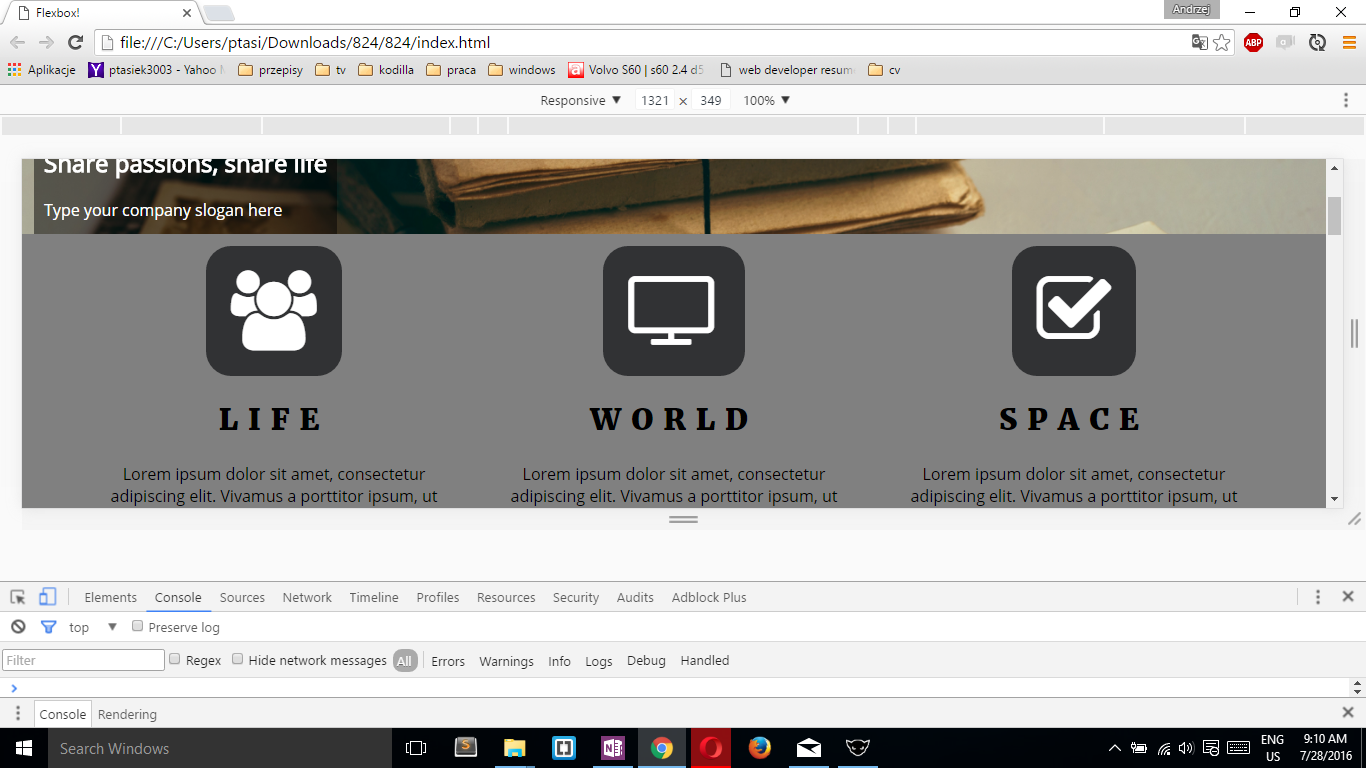 Flexbox!
Andrzej
file:///C:/Users/ptasi/Downloads/824/824/index.html
ABP
Aplikacje ptasiek3003 - Yahoo przepisy tv kodilla praca windows Volvo S60 | s60 2.4 d5 web developer resum cv
Responsive 1321 × 349 100%
Share passions, share life
Type your company slogan here
LIFE WORLD SPACE
Lorem ipsum dolor sit amet, consectetur Lorem ipsum dolor sit amet, consectetur Lorem ipsum dolor sit amet, consectetur
adipiscing elit. Vivamus a porttitor ipsum, ut adipiscing elit. Vivamus a porttitor ipsum, ut adipiscing elit. Vivamus a porttitor ipsum, ut
Elements Console Sources Network Timeline Profiles Resources Security Audits Adblock Plus
top Preserve log
Filter Regex Hide network messages All Errors Warnings Info Logs Debug Handled
Console Rendering
Search Windows
ENG
US
9:10 AM
7/28/2016